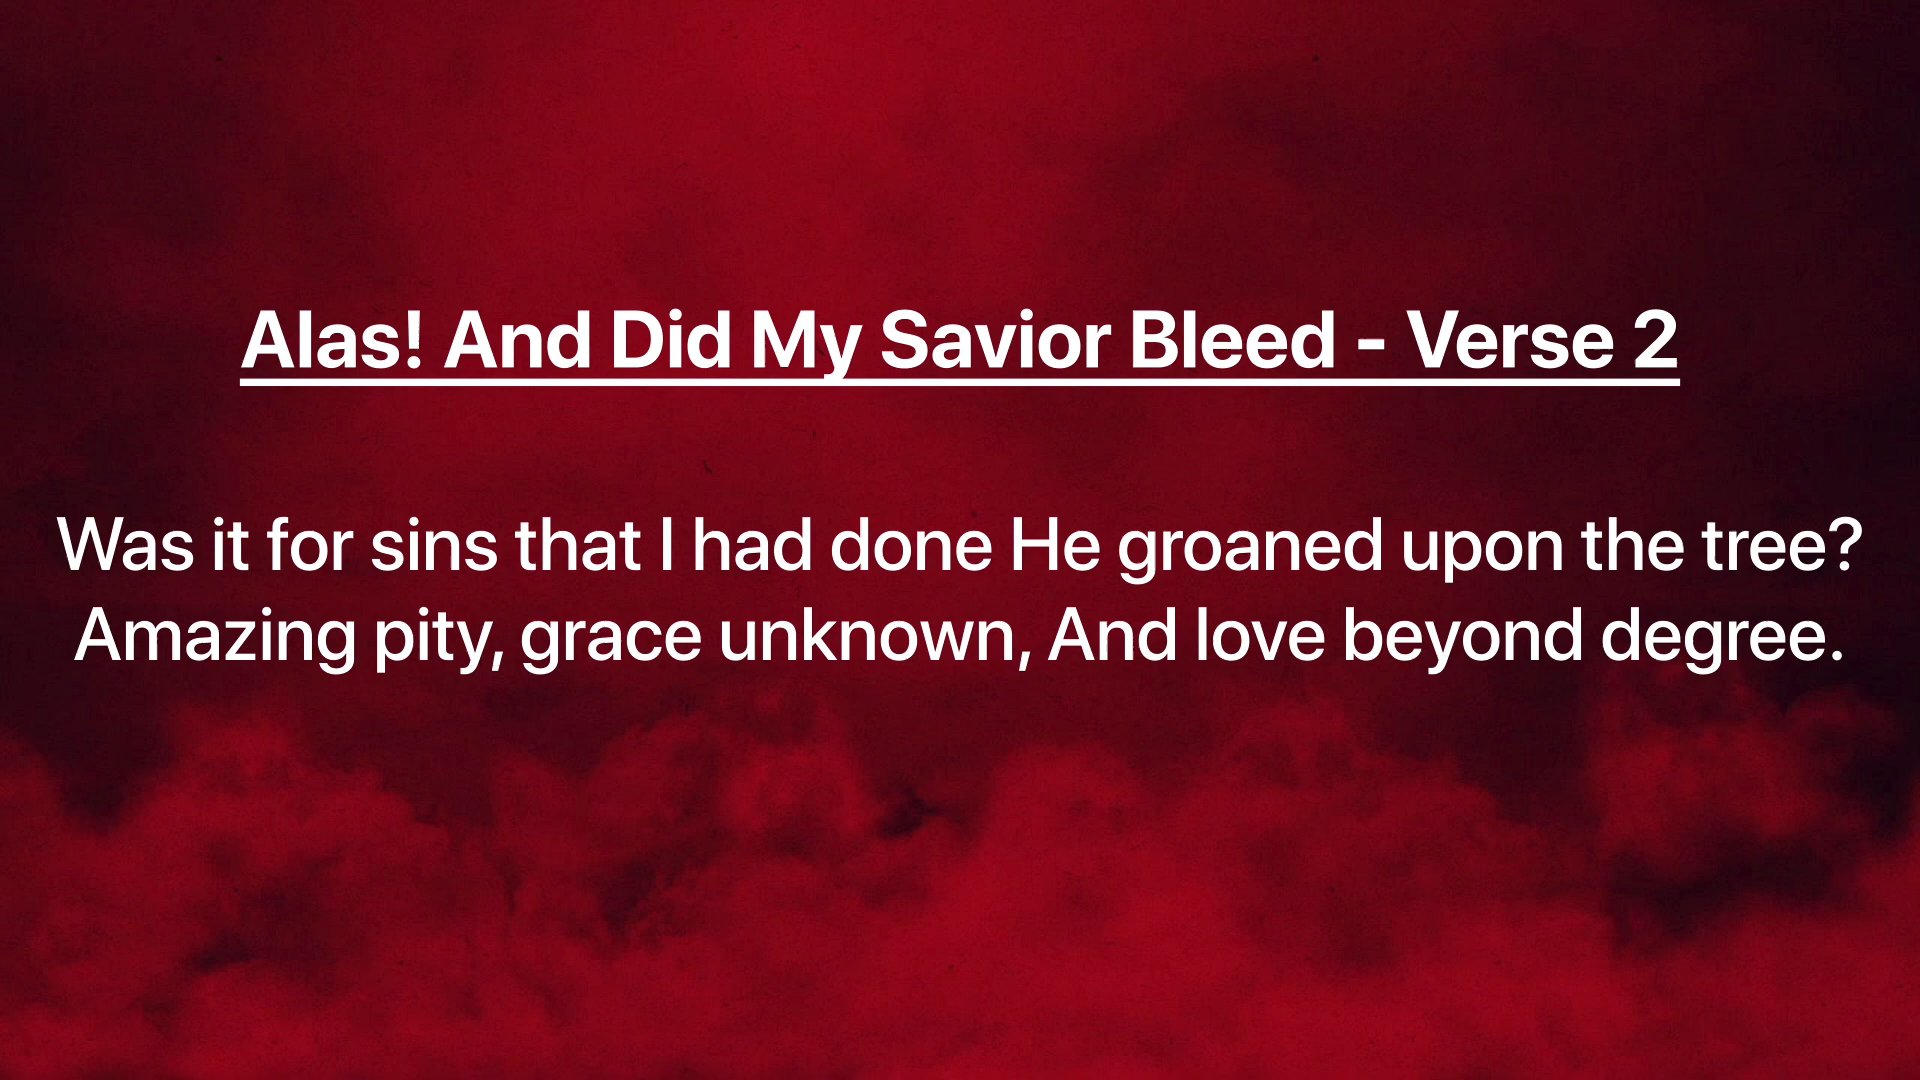 Alas! And Did My Savior Bleed - Verse 2
Was it for sins that I had done He groaned upon the tree?
Amazing pity, grace unknown, And love beyond degree.